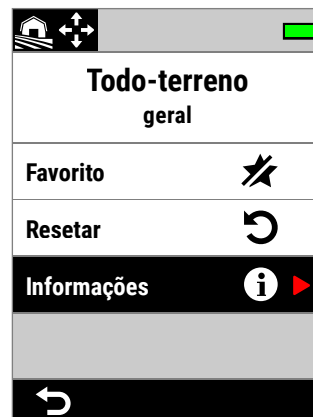 Todo-terreno
geral
Favorito
Resetar
Informações